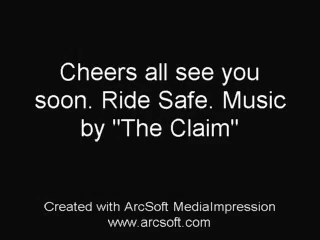 Cheers all see you
soon. Ride Safe. Music
by "The Claim"
Created with ArcSoft MediaImpression
www.arcsoft.com